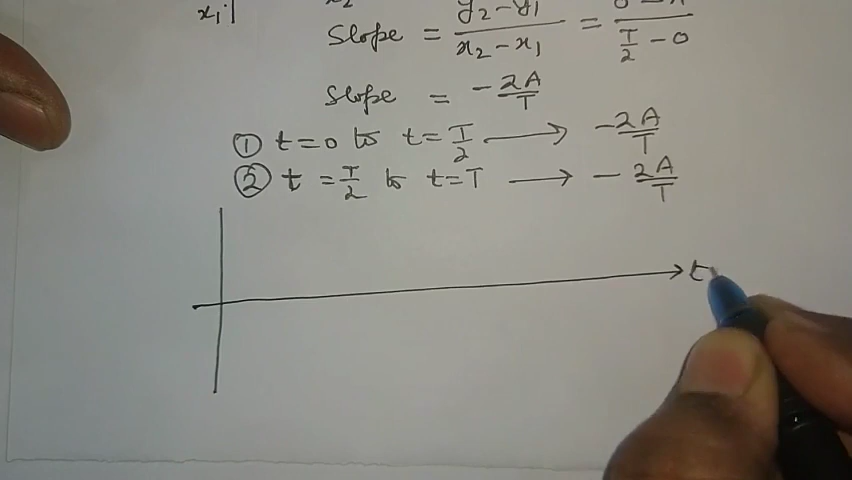 x₁ | x₂
Slope = (y₂ - y₁)/(x₂ - x₁) = (0 - A)/(T/2 - 0)
Slope = -2A/T
① t = 0 to t = T/2 ⟶ -2A/T
② t = T/2 to t = T ⟶ -2A/T
t